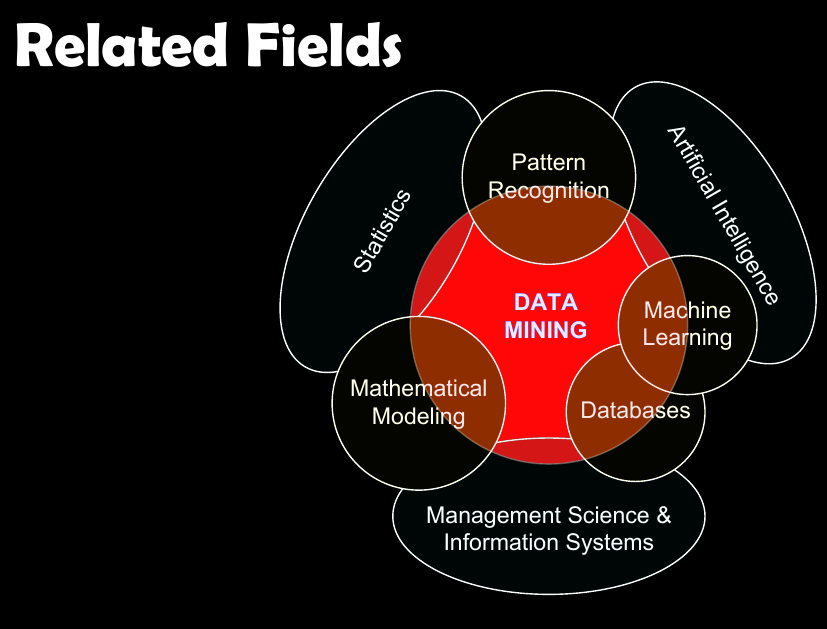 Related Fields
Pattern
Recognition
Artificial Intelligence
Statistics
DATA
MINING
Machine
Learning
Mathematical
Modeling
Databases
Management Science &
Information Systems